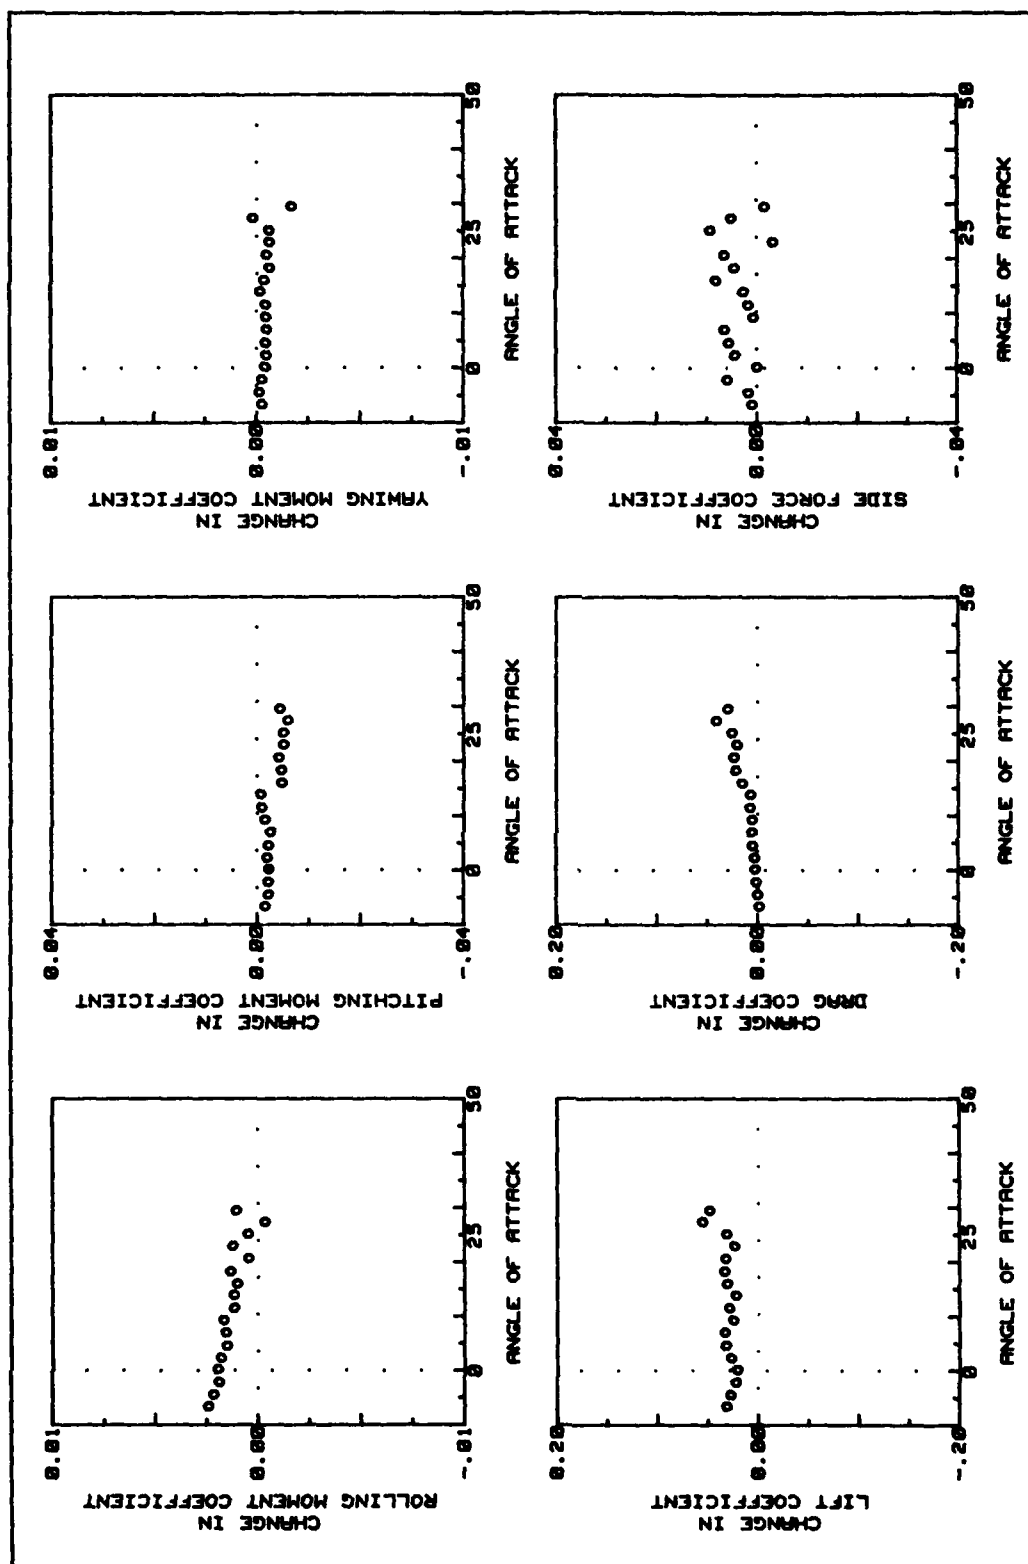 CHANGE IN
ROLLING MOMENT COEFFICIENT
0.01
0.00
-.01
0
25
50
ANGLE OF ATTACK
CHANGE IN
PITCHING MOMENT COEFFICIENT
0.04
0.00
-.04
0
25
50
ANGLE OF ATTACK
CHANGE IN
YAWING MOMENT COEFFICIENT
0.01
0.00
-.01
0
25
50
ANGLE OF ATTACK
CHANGE IN
LIFT COEFFICIENT
0.20
0.00
-.20
0
25
50
ANGLE OF ATTACK
CHANGE IN
DRAG COEFFICIENT
0.20
0.00
-.20
0
25
50
ANGLE OF ATTACK
CHANGE IN
SIDE FORCE COEFFICIENT
0.04
0.00
-.04
0
25
50
ANGLE OF ATTACK